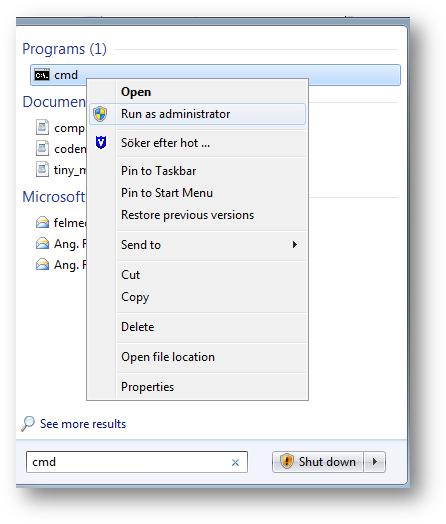 Programs (1)
cmd
Open
Run as administrator
Söker efter hot ...
Pin to Taskbar
Pin to Start Menu
Restore previous versions
Send to
Cut
Copy
Delete
Open file location
Properties
Documen
comp
coden
tiny_m
Microsoft
felmed
Ang. F
Ang. F
See more results
cmd
Shut down